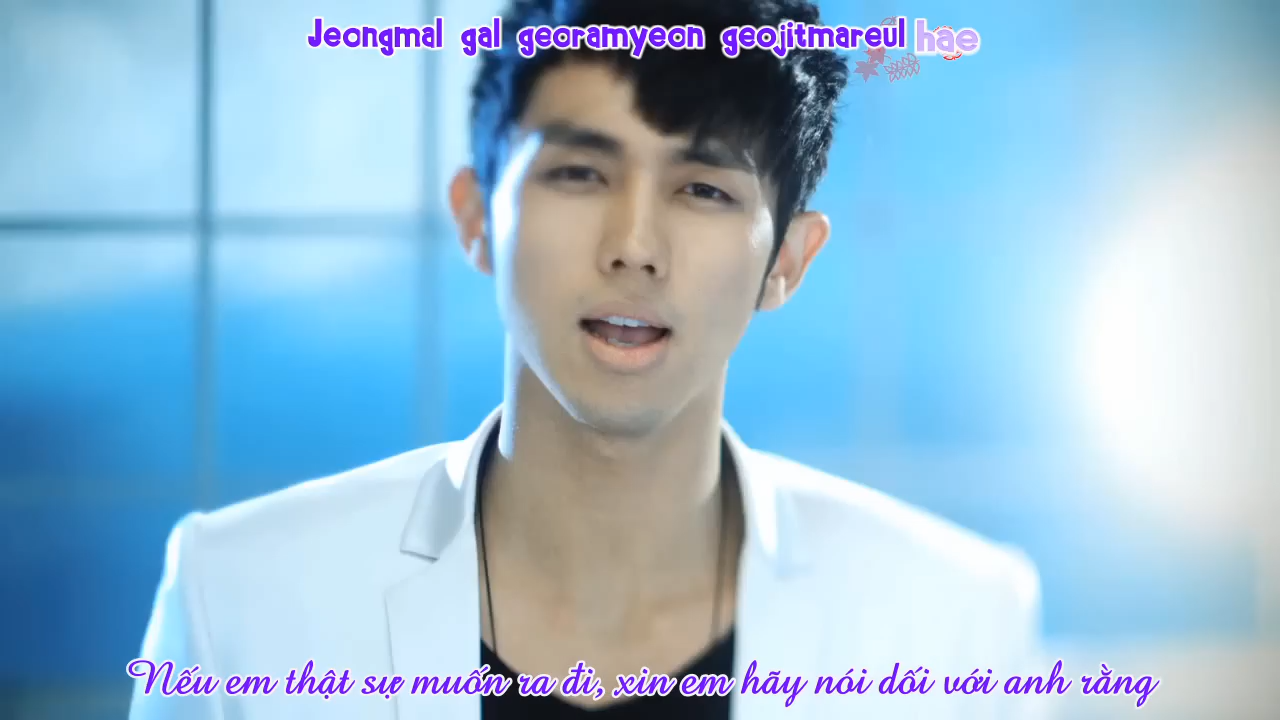 Jeongmal gal georamyeon geojitmareul hae
Nếu em thật sự muốn ra đi, xin em hãy nói dối với anh rằng